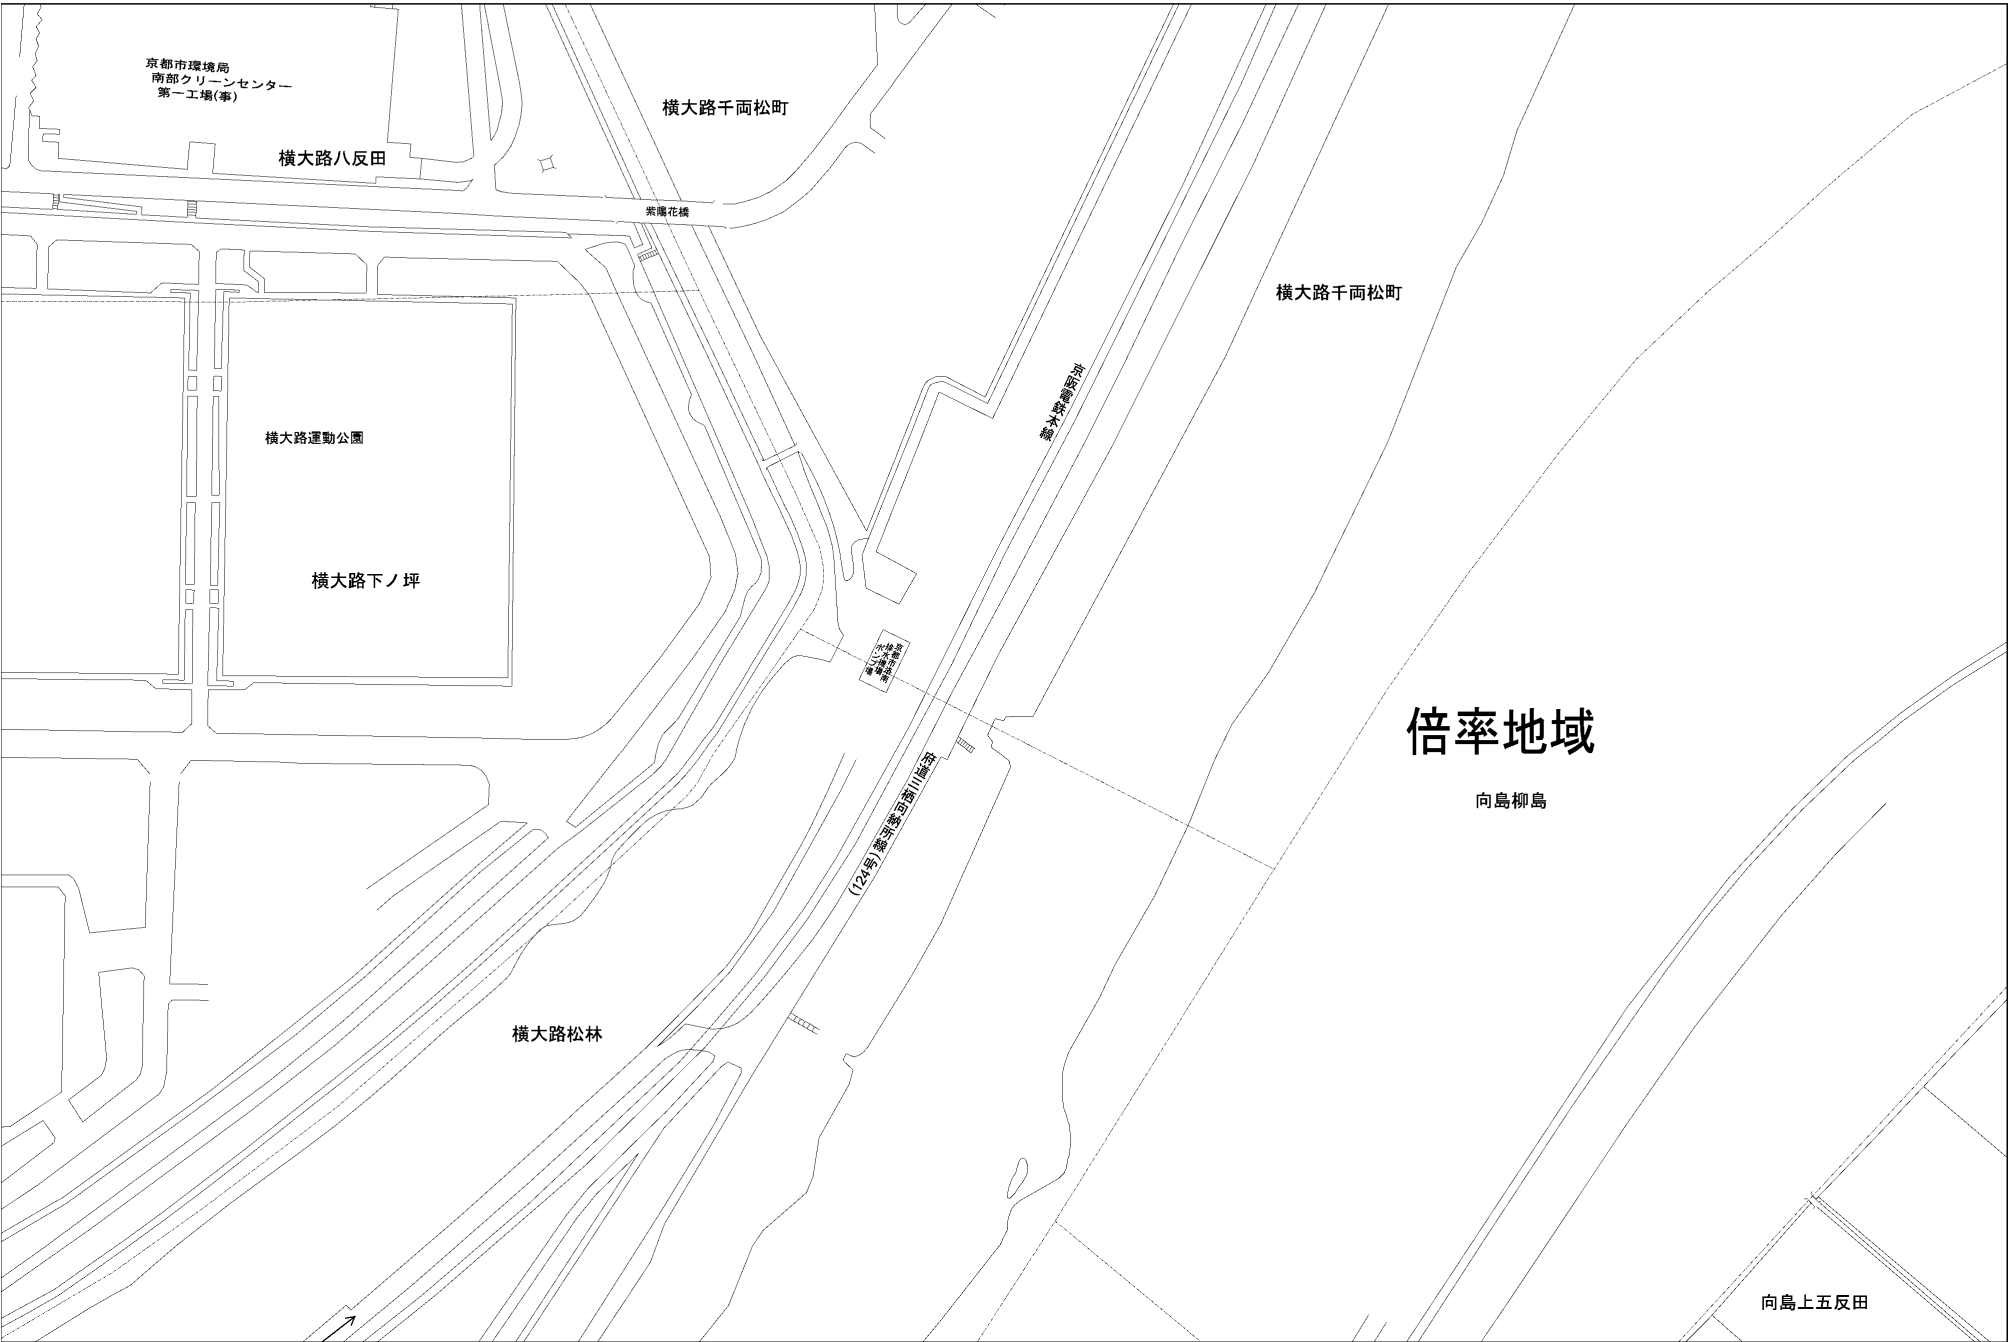 京都市環境局
南部クリーンセンター
第一工場(事)
横大路千両松町
横大路八反田
紫陽花橋
横大路千両松町
京阪電鉄本線
横大路運動公園
横大路下ノ坪
京都市洛南
排水機場
ポンプ場
倍率地域
府道三栖向納所線
(124号)
向島柳島
横大路松林
向島上五反田